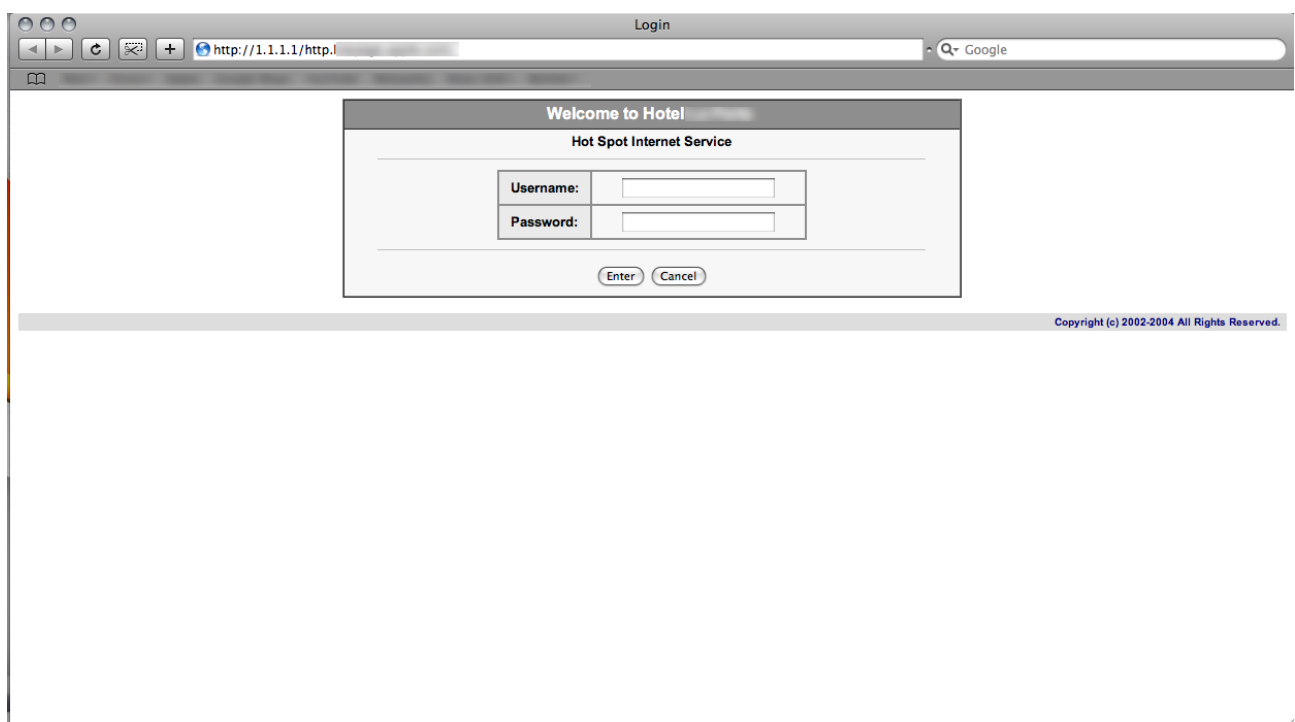 Login
http://1.1.1.1/http.
Google
Welcome to Hotel
Hot Spot Internet Service
Username:
Password:
Enter Cancel
Copyright (c) 2002-2004 All Rights Reserved.